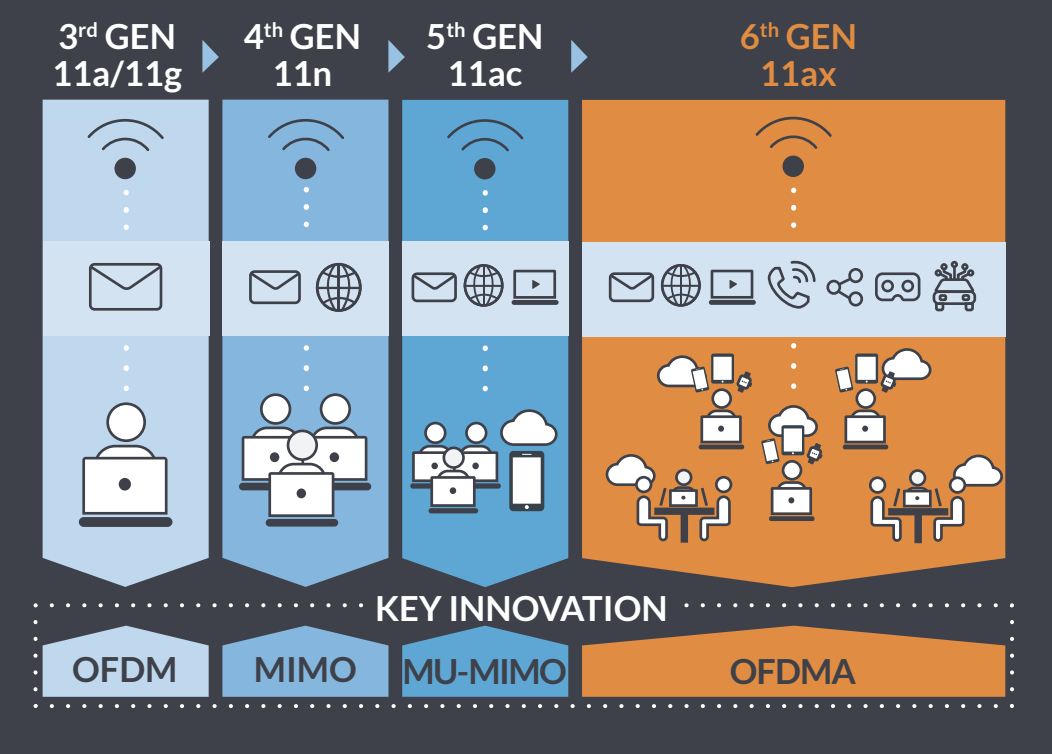 3rd GEN
11a/11g
4th GEN
11n
5th GEN
11ac
6th GEN
11ax
KEY INNOVATION
OFDM
MIMO
MU-MIMO
OFDMA